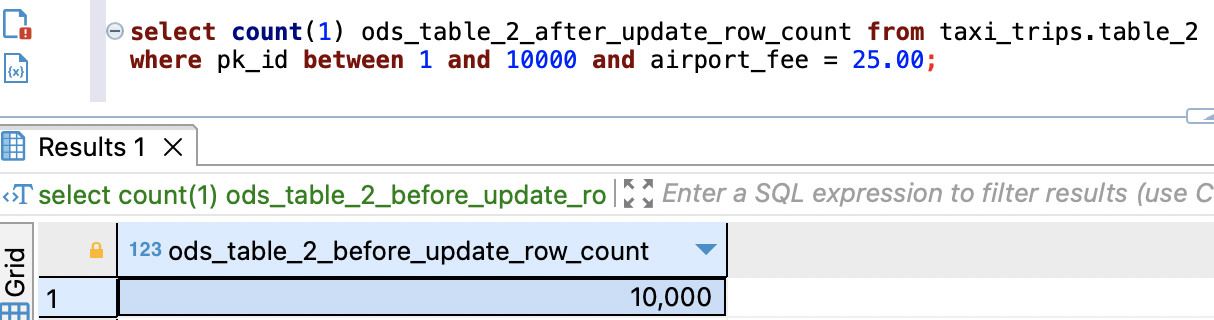 select count(1) ods_table_2_after_update_row_count from taxi_trips.table_2
where pk_id between 1 and 10000 and airport_fee = 25.00;
Results 1
select count(1) ods_table_2_before_update_ro
Enter a SQL expression to filter results (use C
Grid
123 ods_table_2_before_update_row_count
1
10,000